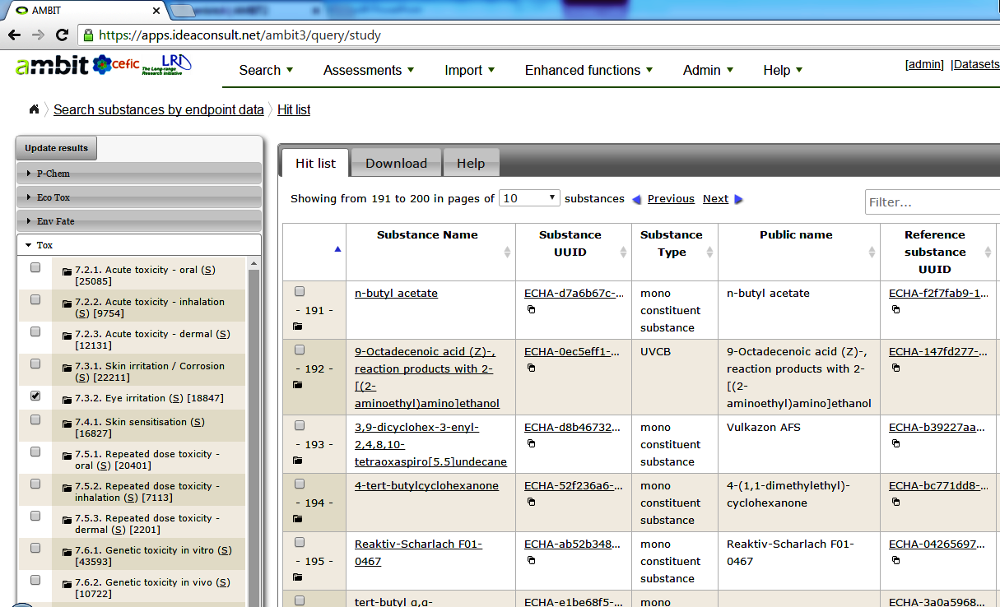 AMBIT
https://apps.ideaconsult.net/ambit3/query/study
ambit cefic LRI
The Long-range
Research Initiative
Search Assessments Import Enhanced functions Admin Help
[admin] |Datasets
Search substances by endpoint data Hit list
Update results
P-Chem
Eco Tox
Env Fate
Tox
7.2.1. Acute toxicity - oral (S)
[25085]
7.2.2. Acute toxicity - inhalation
(S) [9754]
7.2.3. Acute toxicity - dermal (S)
[12131]
7.3.1. Skin irritation / Corrosion
(S) [22211]
7.3.2. Eye irritation (S) [18847]
7.4.1. Skin sensitisation (S)
[16827]
7.5.1. Repeated dose toxicity -
oral (S) [20401]
7.5.2. Repeated dose toxicity -
inhalation (S) [7113]
7.5.3. Repeated dose toxicity -
dermal (S) [2201]
7.6.1. Genetic toxicity in vitro (S)
[43593]
7.6.2. Genetic toxicity in vivo (S)
[10722]
Hit list Download Help
Showing from 191 to 200 in pages of 10 substances Previous Next
Filter...
Substance Name
Substance
UUID
Substance
Type
Public name
Reference
substance
UUID
- 191 -
n-butyl acetate
ECHA-d7a6b67c-...
mono
constituent
substance
n-butyl acetate
ECHA-f2f7fab9-1...
- 192 -
9-Octadecenoic acid (Z)-,
reaction products with 2-
[(2-
aminoethyl)amino]ethanol
ECHA-0ec5eff1-...
UVCB
9-Octadecenoic acid (Z)-,
reaction products with 2-
[(2-
aminoethyl)amino]ethanol
ECHA-147fd277-...
- 193 -
3,9-dicyclohex-3-enyl-
2,4,8,10-
tetraoxaspiro[5.5]undecane
ECHA-d8b46732...
mono
constituent
substance
Vulkazon AFS
ECHA-b39227aa...
- 194 -
4-tert-butylcyclohexanone
ECHA-52f236a6-...
mono
constituent
substance
4-(1,1-dimethylethyl)-
cyclohexanone
ECHA-bc771dd8-...
- 195 -
Reaktiv-Scharlach F01-
0467
ECHA-ab52b348...
mono
constituent
substance
Reaktiv-Scharlach F01-
0467
ECHA-04265697...
tert-butyl α,α-
ECHA-e1be68f5-...
mono
ECHA-3a0a5968...